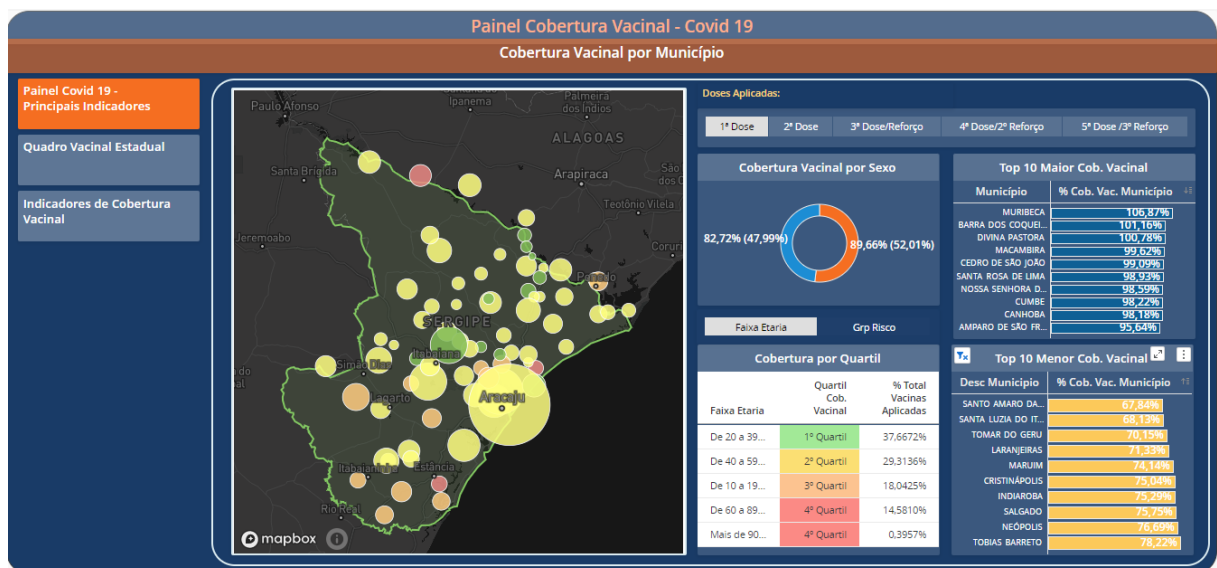 Painel Cobertura Vacinal - Covid 19
Cobertura Vacinal por Município
Painel Covid 19 -
Principais Indicadores
Quadro Vacinal Estadual
Indicadores de Cobertura
Vacinal
Paulo Afonso
Ipanema
Palmeira
dos Índios
ALAGOAS
Santa Brígida
Arapiraca
São
Teotônio Vilela
Jeremoabo
Coruri
Penedo
SERGIPE
Itabaiana
Simão Dias
Lagarto
Aracaju
Itabaianinha
Estância
Rio Real
mapbox
Doses Aplicadas:
1ª Dose
2ª Dose
3ª Dose/Reforço
4ª Dose/2º Reforço
5ª Dose /3º Reforço
Cobertura Vacinal por Sexo
82,72% (47,99%)
89,66% (52,01%)
Top 10 Maior Cob. Vacinal
Município % Cob. Vac. Município
MURIBECA 106,87%
BARRA DOS COQUEI... 101,16%
DIVINA PASTORA 100,78%
MACAMBIRA 99,62%
CEDRO DE SÃO JOÃO 99,09%
SANTA ROSA DE LIMA 98,93%
NOSSA SENHORA D... 98,59%
CUMBE 98,22%
CANHOBA 98,18%
AMPARO DE SÃO FR... 95,64%
Faixa Etaria
Grp Risco
Cobertura por Quartil
Faixa Etaria
Quartil
Cob.
Vacinal
% Total
Vacinas
Aplicadas
De 20 a 39... 1º Quartil 37,6672%
De 40 a 59... 2º Quartil 29,3136%
De 10 a 19... 3º Quartil 18,0425%
De 60 a 89... 4º Quartil 14,5810%
Mais de 90... 4º Quartil 0,3957%
Top 10 Menor Cob. Vacinal
Desc Municipio % Cob. Vac. Município
SANTO AMARO DA... 67,84%
SANTA LUZIA DO IT... 68,13%
TOMAR DO GERU 70,15%
LARANJEIRAS 71,33%
MARUIM 74,14%
CRISTINÁPOLIS 75,04%
INDIAROBA 75,29%
SALGADO 75,75%
NEÓPOLIS 76,69%
TOBIAS BARRETO 78,22%